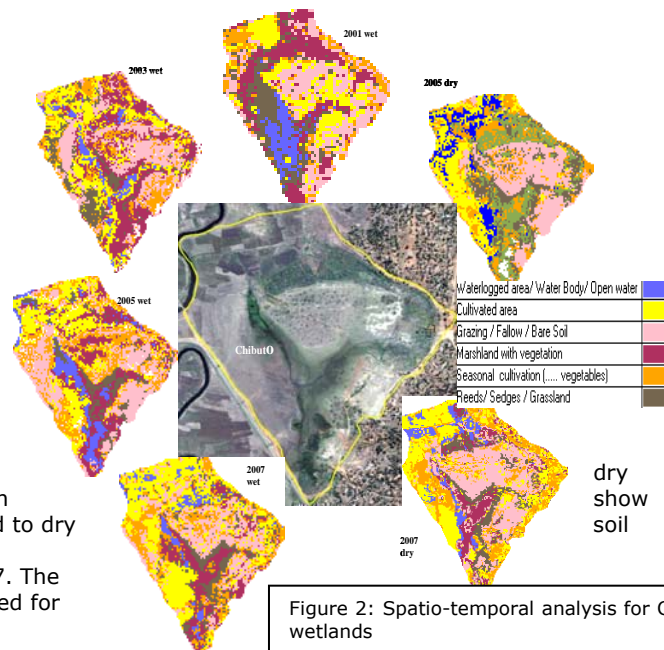 2001 wet
2003 wet
2005 dry
Waterlogged area/ Water Body/ Open water
Cultivated area
Grazing / Fallow / Bare Soil
Marshland with vegetation
Seasonal cultivation (..... vegetables)
Reeds/ Sedges / Grassland
2005 wet
ChibutO
2007
wet
2007
dry
dry
show
d to dry
soil
7. The
ed for
Figure 2: Spatio-temporal analysis for
wetlands